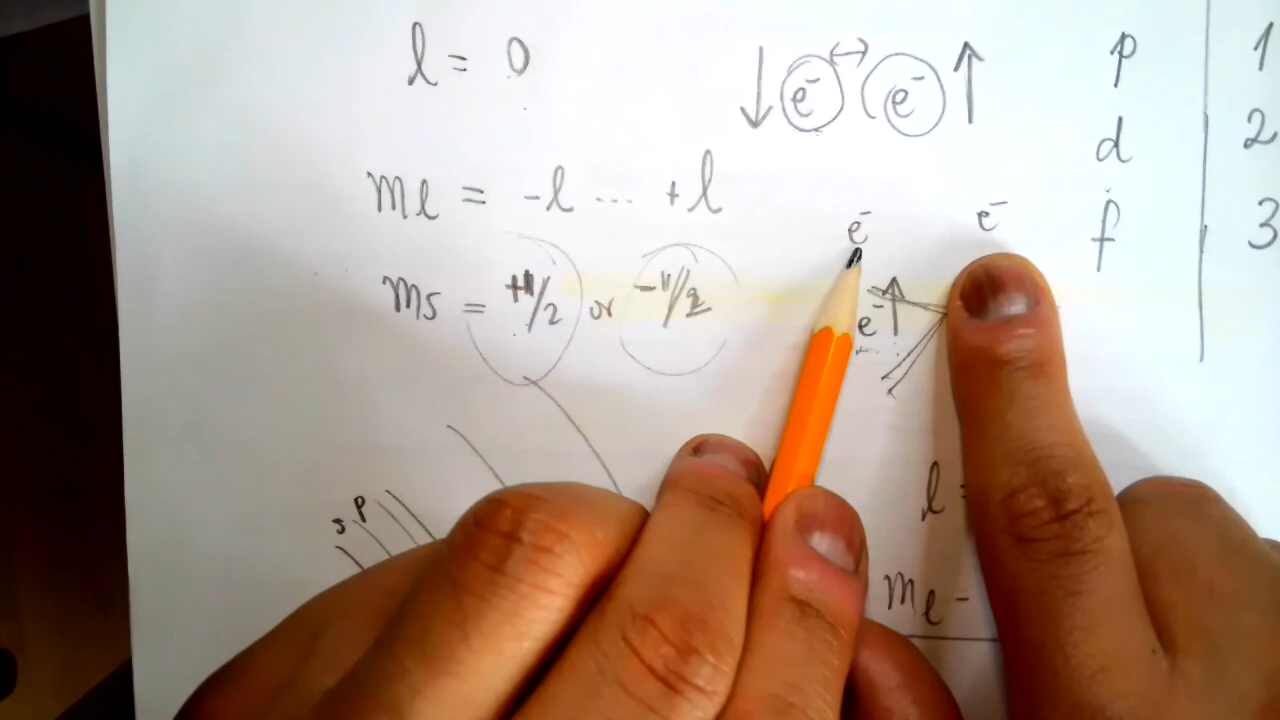 l = 0
e⁻ e⁻
p 1
d 2
ml = -l ... +l
e⁻ e⁻
f 3
ms = +1/2 or -1/2
e⁻
s p
l =
ml -